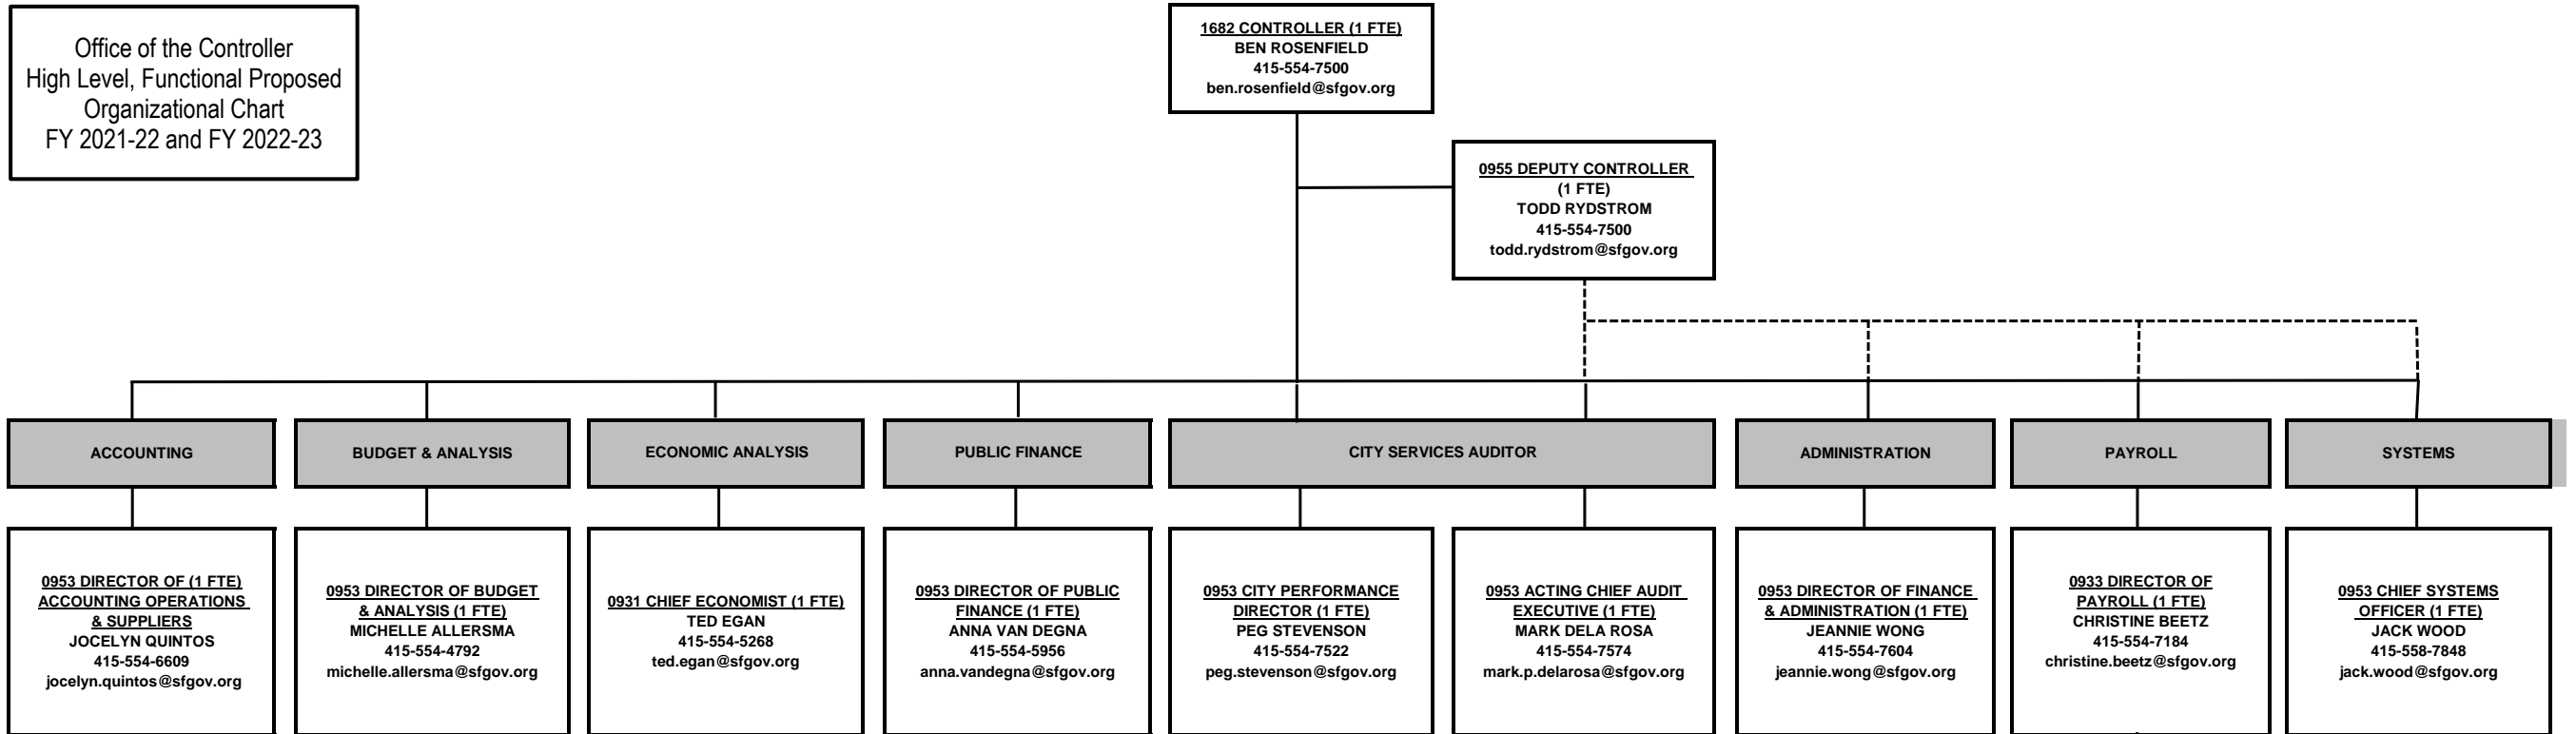 Office of the Controller
High Level, Functional Proposed
Organizational Chart
FY 2021-22 and FY 2022-23
1682 CONTROLLER (1 FTE)
BEN ROSENFIELD
415-554-7500
ben.rosenfield@sfgov.org
0955 DEPUTY CONTROLLER
(1 FTE)
TODD RYDSTROM
415-554-7500
todd.rydstrom@sfgov.org
ACCOUNTING
BUDGET & ANALYSIS
ECONOMIC ANALYSIS
PUBLIC FINANCE
CITY SERVICES AUDITOR
ADMINISTRATION
PAYROLL
SYSTEMS
0953 DIRECTOR OF (1 FTE)
ACCOUNTING OPERATIONS
& SUPPLIERS
JOCELYN QUINTOS
415-554-6609
jocelyn.quintos@sfgov.org
0953 DIRECTOR OF BUDGET
& ANALYSIS (1 FTE)
MICHELLE ALLERSMA
415-554-4792
michelle.allersma@sfgov.org
0931 CHIEF ECONOMIST (1 FTE)
TED EGAN
415-554-5268
ted.egan@sfgov.org
0953 DIRECTOR OF PUBLIC
FINANCE (1 FTE)
ANNA VAN DEGNA
415-554-5956
anna.vandegna@sfgov.org
0953 CITY PERFORMANCE
DIRECTOR (1 FTE)
PEG STEVENSON
415-554-7522
peg.stevenson@sfgov.org
0953 ACTING CHIEF AUDIT
EXECUTIVE (1 FTE)
MARK DELA ROSA
415-554-7574
mark.p.delarosa@sfgov.org
0953 DIRECTOR OF FINANCE
& ADMINISTRATION (1 FTE)
JEANNIE WONG
415-554-7604
jeannie.wong@sfgov.org
0933 DIRECTOR OF
PAYROLL (1 FTE)
CHRISTINE BEETZ
415-554-7184
christine.beetz@sfgov.org
0953 CHIEF SYSTEMS
OFFICER (1 FTE)
JACK WOOD
415-558-7848
jack.wood@sfgov.org